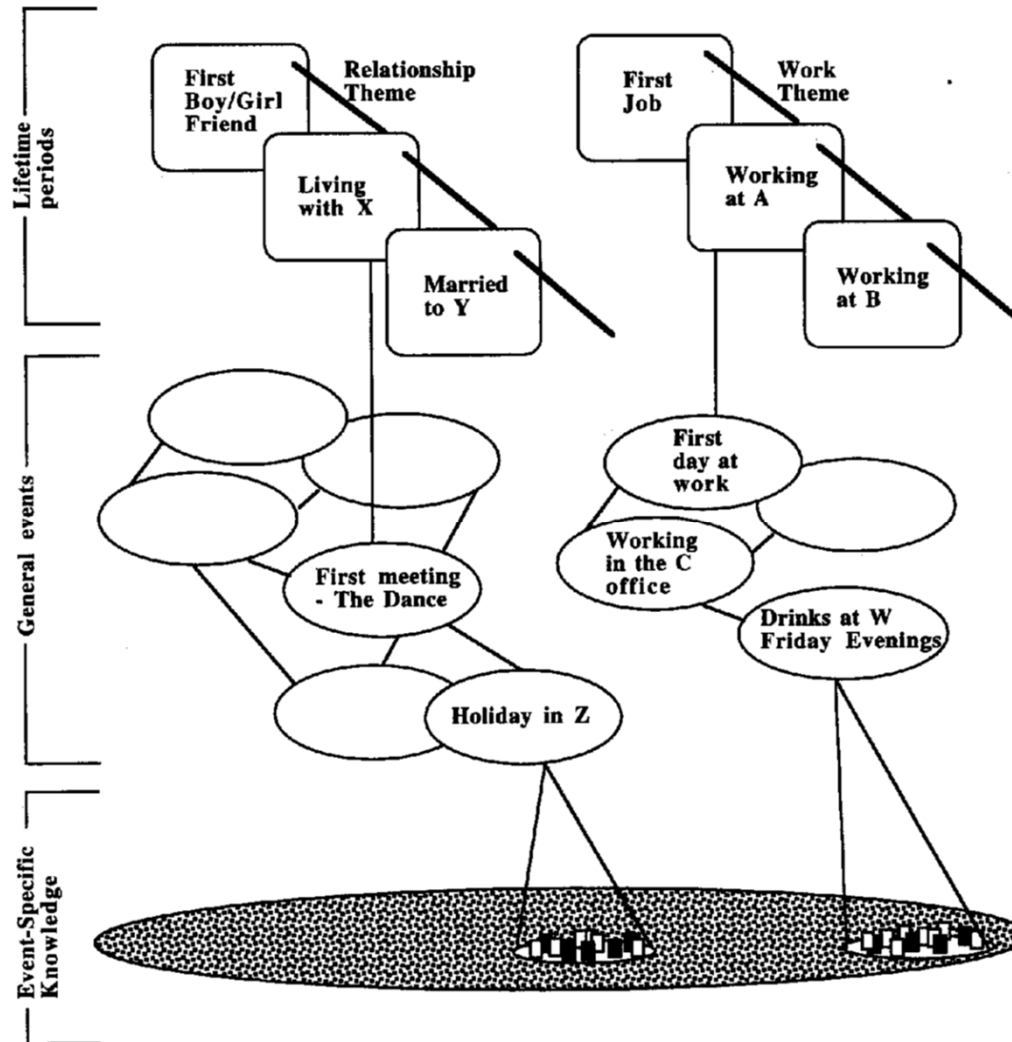 Lifetime
periods
First
Boy/Girl
Friend
Relationship
Theme
Living
with X
Married
to Y
First
Job
Work
Theme
Working
at A
Working
at B
General events
First meeting
- The Dance
Holiday in Z
First
day at
work
Working
in the C
office
Drinks at W
Friday Evenings
Event-Specific
Knowledge